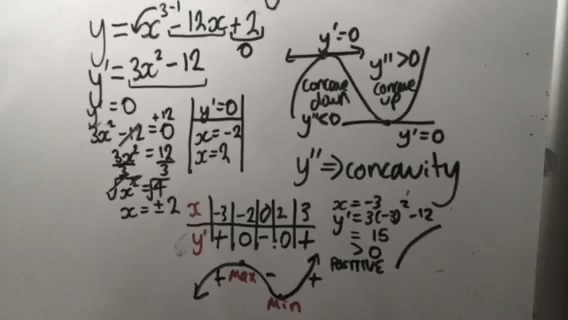 3-1
y = x³ - 12x + 2
0
y' = 3x² - 12
y' = 0
+12
3x² - 12 = 0
3x² = 12
3 3
√x² = √4
x = ± 2
y' = 0
x = -2
x = 2
y' = 0
y'' > 0
concave down
concave up
y'' < 0
y' = 0
y'' ⇒ concavity
x | -3 | -2 | 0 | 2 | 3
y' | + | 0 | - | 0 | +
+ Max - Min +
x = -3
y' = 3(-3)² - 12
= 15
> 0
POSITIVE